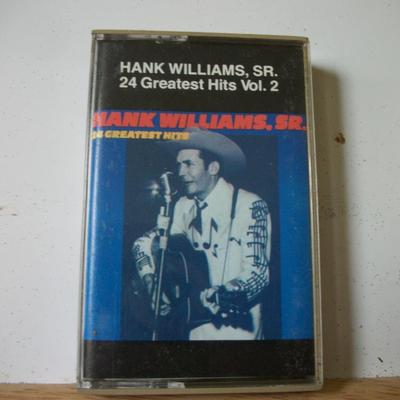 HANK WILLIAMS, SR.
24 Greatest Hits Vol. 2
HANK WILLIAMS, SR.
24 GREATEST HITS